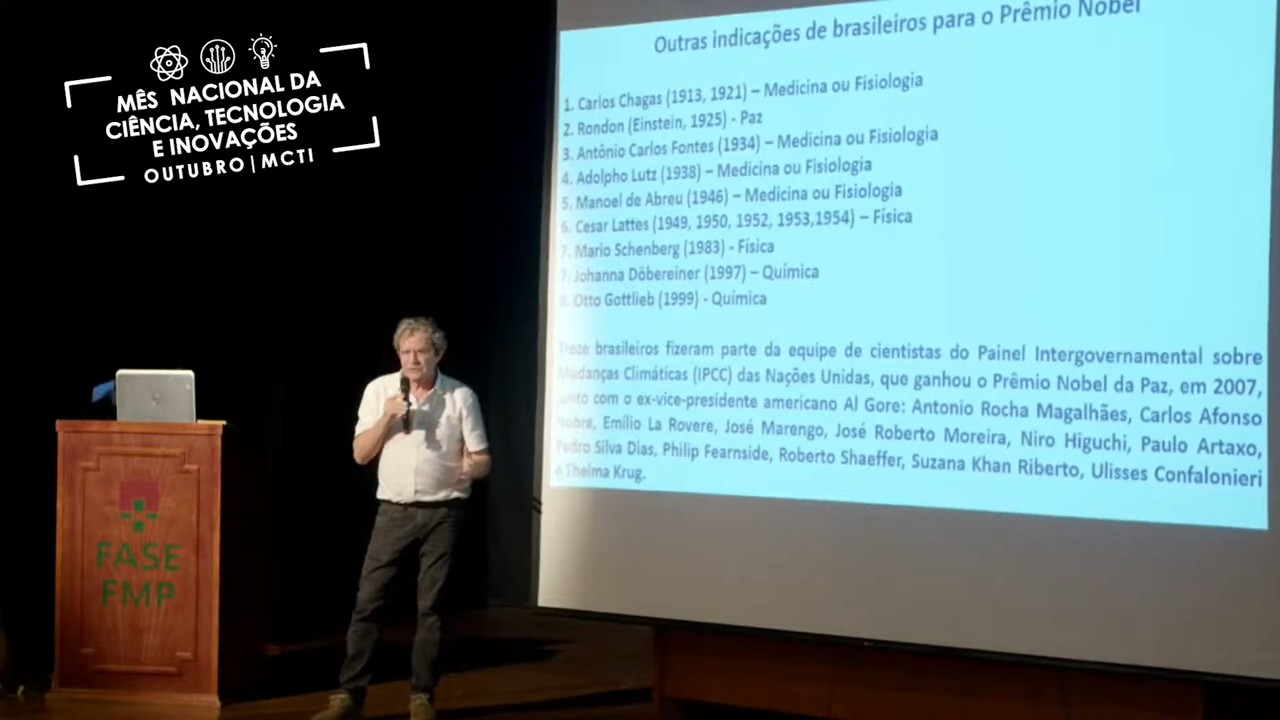 MÊS NACIONAL DA
CIÊNCIA, TECNOLOGIA
E INOVAÇÕES
OUTUBRO | MCTI
FASE
FMP
Outras indicações de brasileiros para o Prêmio Nobel
1. Carlos Chagas (1913, 1921) – Medicina ou Fisiologia
2. Rondon (Einstein, 1925) - Paz
3. Antônio Carlos Fontes (1934) – Medicina ou Fisiologia
4. Adolpho Lutz (1938) – Medicina ou Fisiologia
5. Manoel de Abreu (1946) – Medicina ou Fisiologia
6. Cesar Lattes (1949, 1950, 1952, 1953,1954) – Física
7. Mario Schenberg (1983) - Física
7. Johanna Döbereiner (1997) – Química
8. Otto Gottlieb (1999) - Química
Treze brasileiros fizeram parte da equipe de cientistas do Painel Intergovernamental sobre
Mudanças Climáticas (IPCC) das Nações Unidas, que ganhou o Prêmio Nobel da Paz, em 2007,
junto com o ex-vice-presidente americano Al Gore: Antonio Rocha Magalhães, Carlos Afonso
Nobre, Emílio La Rovere, José Marengo, José Roberto Moreira, Niro Higuchi, Paulo Artaxo,
Pedro Silva Dias, Philip Fearnside, Roberto Shaeffer, Suzana Khan Riberto, Ulisses Confalonieri
e Thelma Krug.